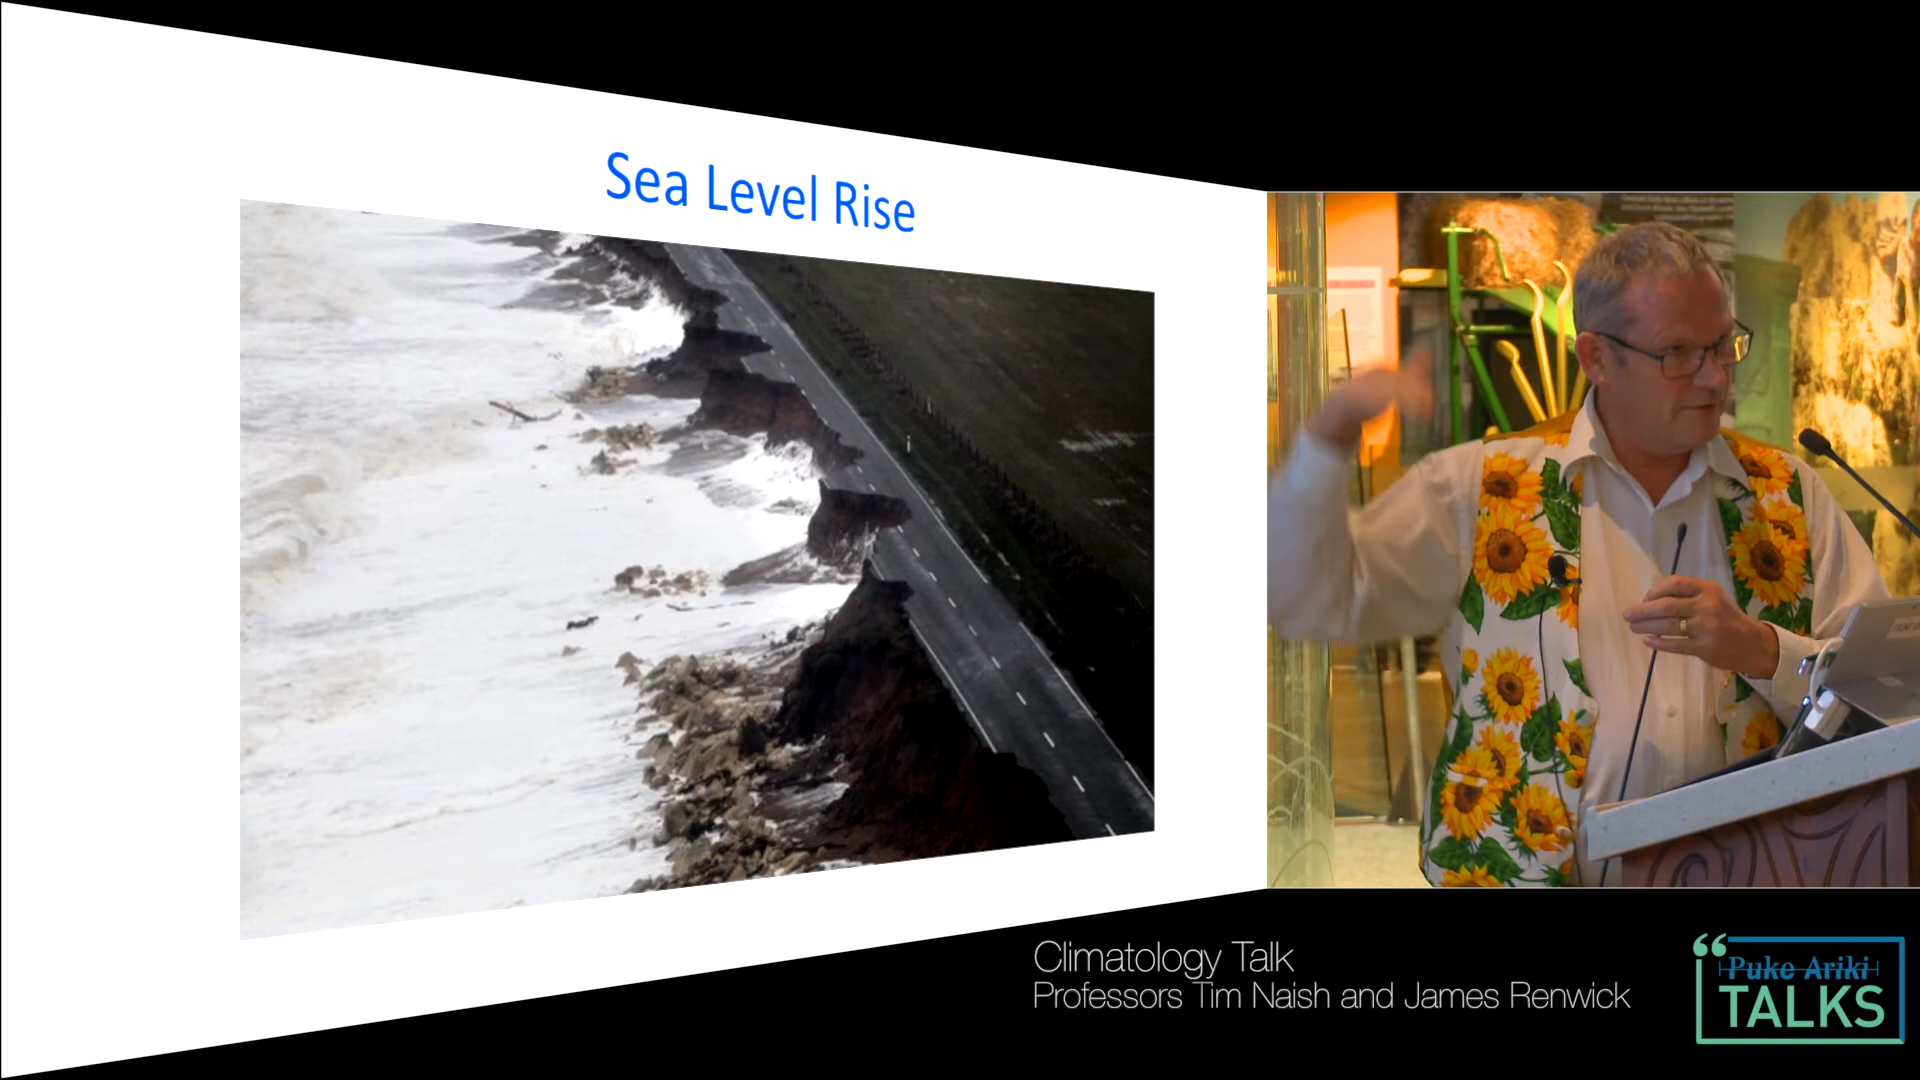 Sea Level Rise
Climatology Talk
Professors Tim Naish and James Renwick
Puke Ariki
TALKS